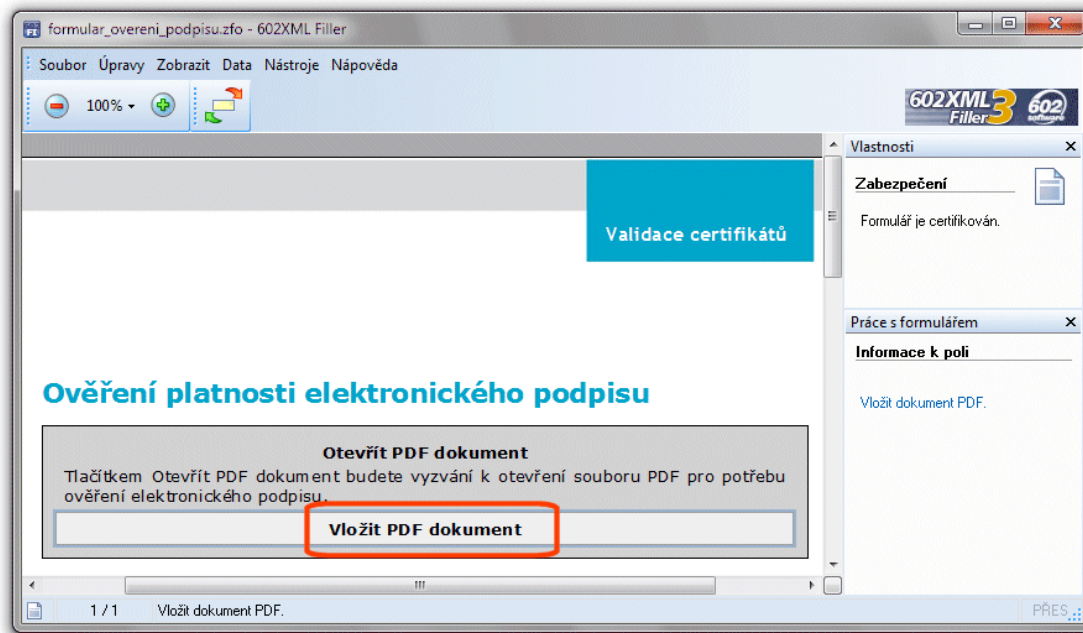 formular_overeni_podpisu.zfo - 602XML Filler
Soubor Úpravy Zobrazit Data Nástroje Nápověda
100%
602XML Filler 3
602 software
Validace certifikátů
Ověření platnosti elektronického podpisu
Otevřít PDF dokument
Tlačítkem Otevřít PDF dokument budete vyzvání k otevření souboru PDF pro potřebu
ověření elektronického podpisu.
Vložit PDF dokument
Vlastnosti
Zabezpečení
Formulář je certifikován.
Práce s formulářem
Informace k poli
Vložit dokument PDF.
1 / 1 Vložit dokument PDF.
PŘES